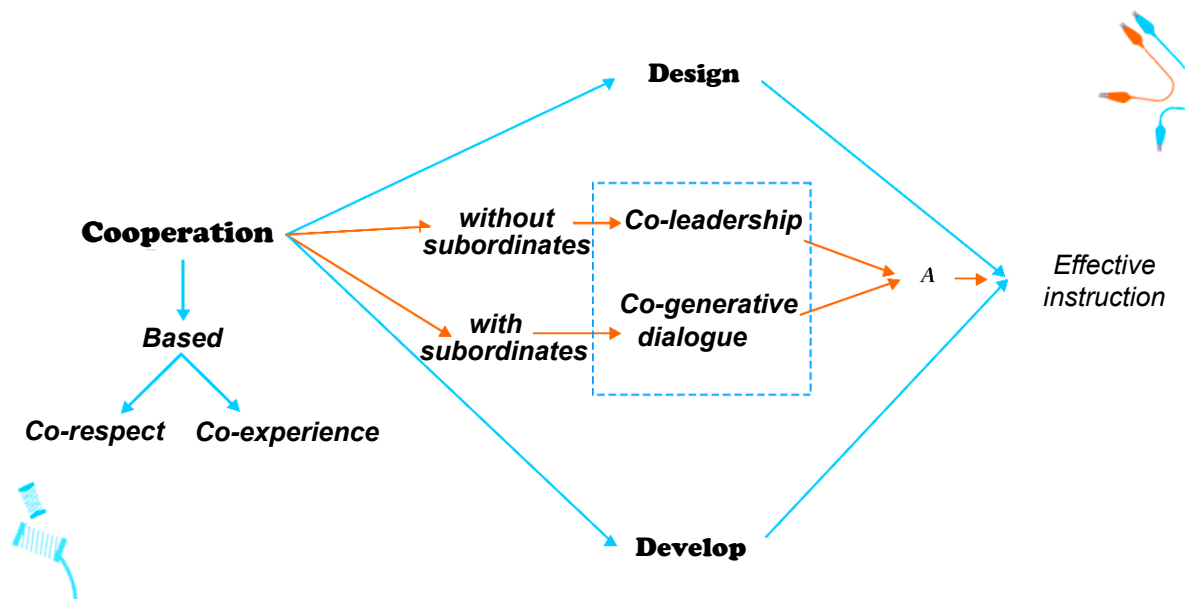 Design
without
subordinates
Co-leadership
Cooperation
A
Effective
instruction
Based
with
subordinates
Co-generative
dialogue
Co-respect
Co-experience
Develop